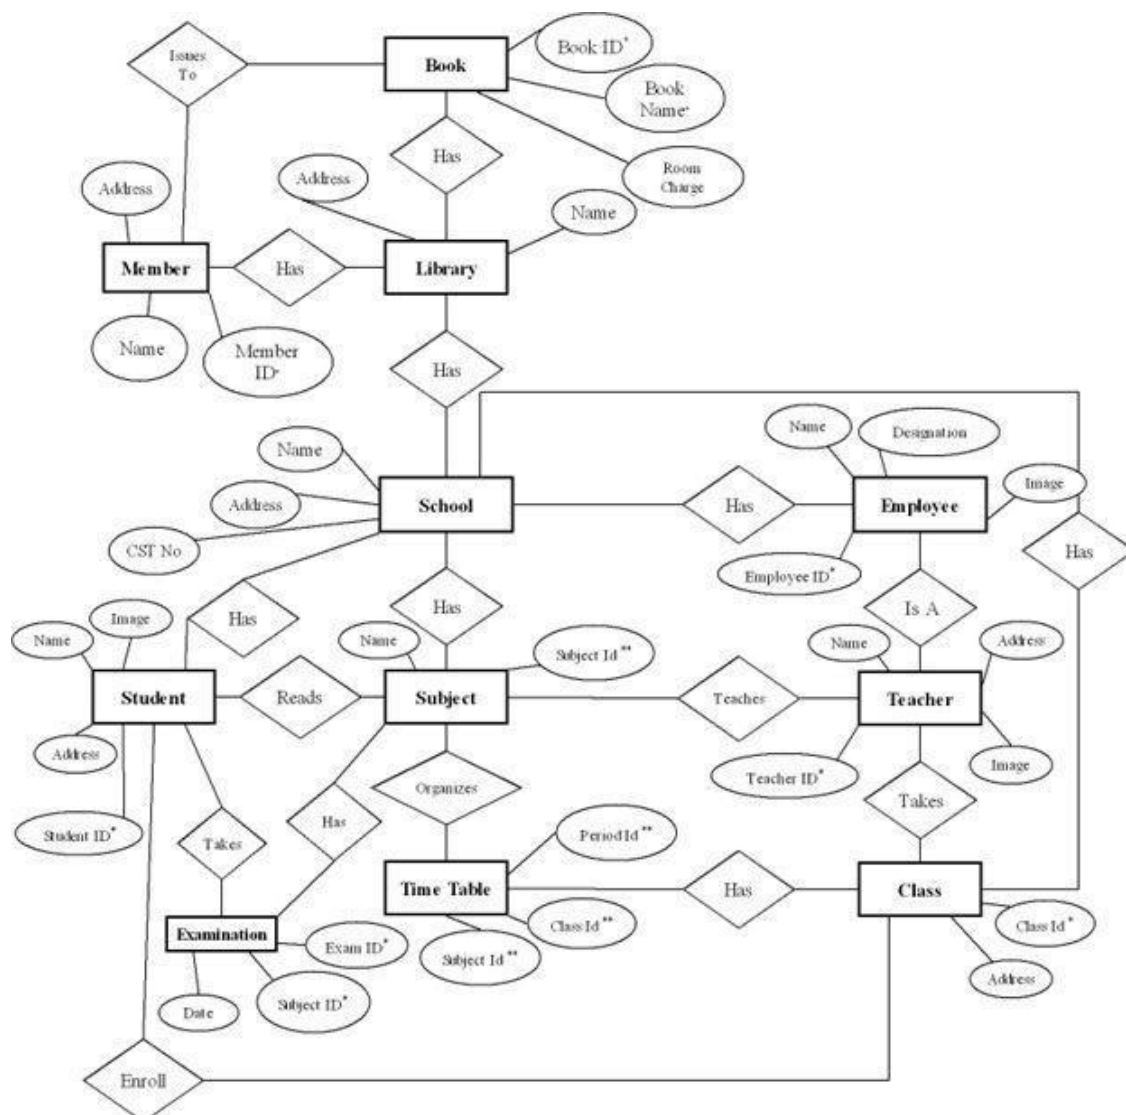 Issues
To
Book
Book ID*
Book
Name*
Has
Room
Charge
Address
Address
Name
Member
Has
Library
Name
Member
ID*
Has
Name
Designation
Name
Address
School
Has
Employee
Image
CST No
Employee ID*
Has
Has
Has
Is A
Image
Name
Name
Subject Id **
Name
Address
Student
Reads
Subject
Teaches
Teacher
Address
Teacher ID*
Image
Student ID*
Takes
Has
Organizes
Takes
Period Id **
Time Table
Has
Class
Examination
Exam ID*
Class Id **
Class Id *
Subject Id **
Address
Date
Subject ID*
Enroll